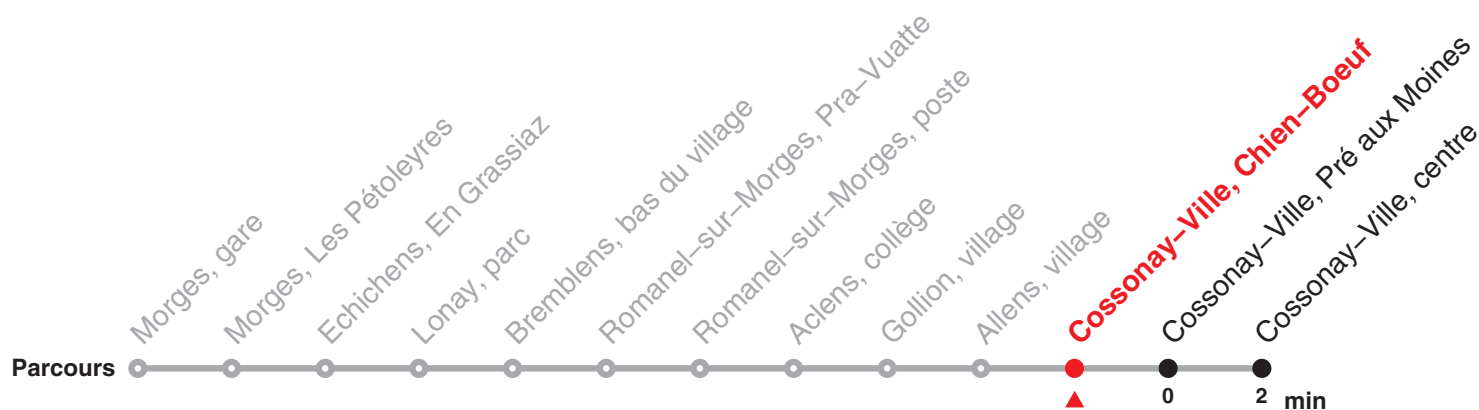 Morges, gare
Morges, Les Pétoleyres
Echichens, En Grassiaz
Lonay, parc
Bremblens, bas du village
Romanel–sur–Morges, Pra–Vuatte
Romanel–sur–Morges, poste
Aclens, collège
Gollion, village
Allens, village
Cossonay–Ville, Chien–Boeuf
Cossonay–Ville, Pré aux Moines
Cossonay–Ville, centre
Parcours
0 2 min